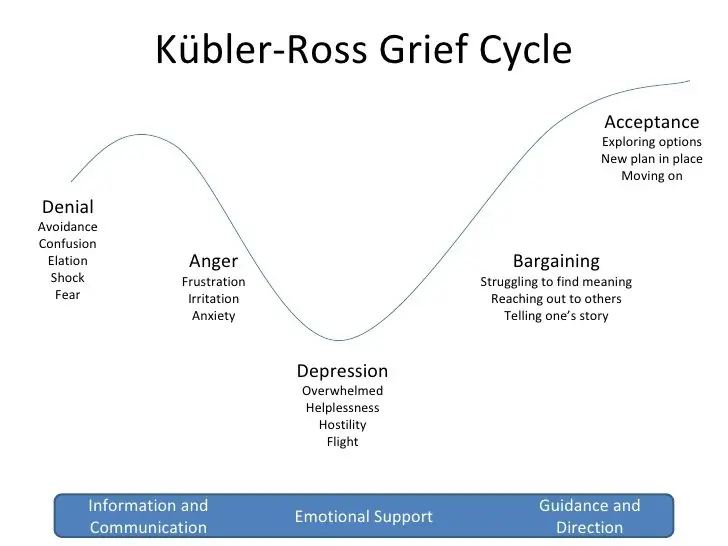 Kübler-Ross Grief Cycle
Denial
Avoidance
Confusion
Elation
Shock
Fear
Anger
Frustration
Irritation
Anxiety
Depression
Overwhelmed
Helplessness
Hostility
Flight
Bargaining
Struggling to find meaning
Reaching out to others
Telling one’s story
Acceptance
Exploring options
New plan in place
Moving on
Information and
Communication
Emotional Support
Guidance and
Direction